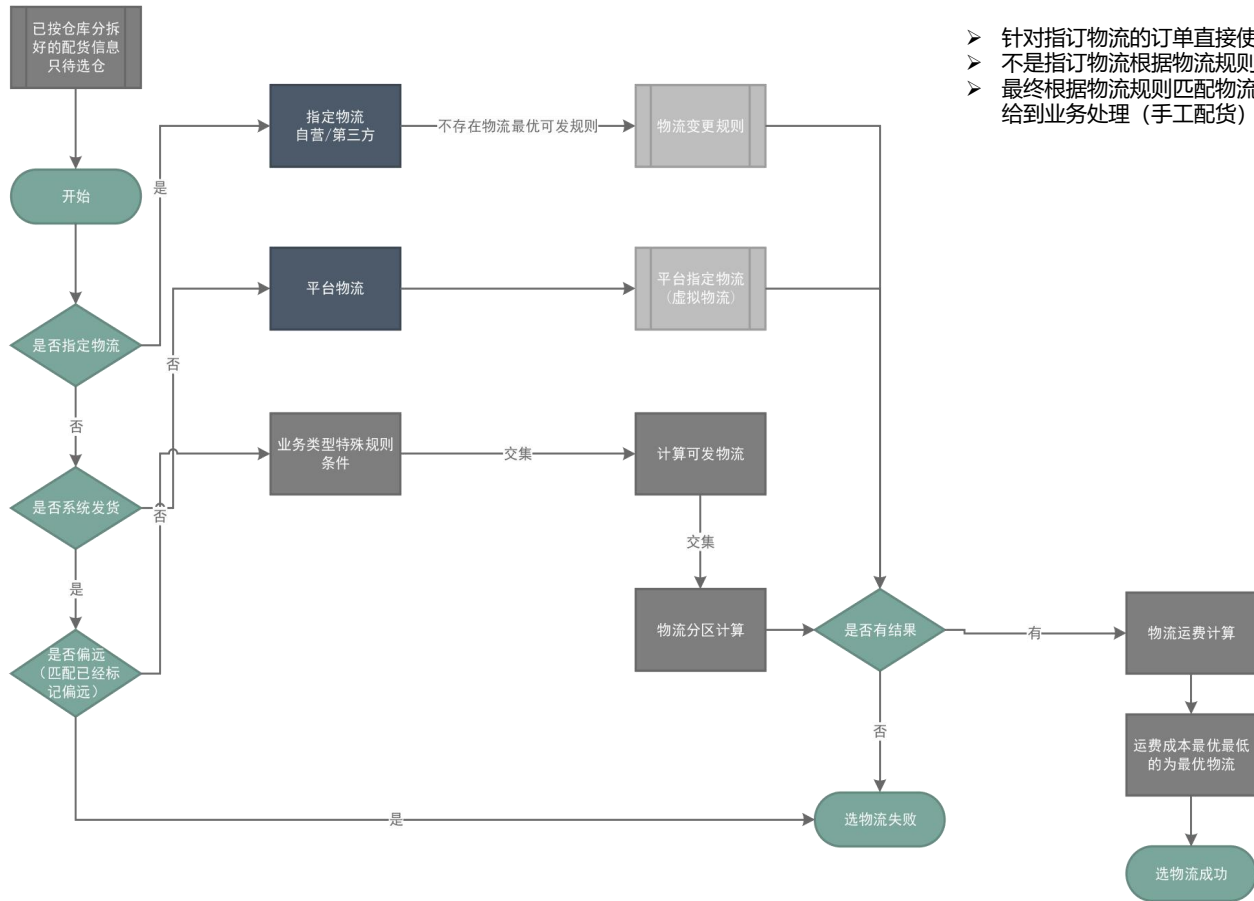 已按仓库分拆
好的配货信息
只待选仓
➢ 针对指订物流的订单直接使
➢ 不是指订物流根据物流规则
➢ 最终根据物流规则匹配物流
给到业务处理（手工配货）
指定物流
自营/第三方
不存在物流最优可发规则
物流变更规则
开始
是
平台物流
平台指定物流
（虚拟物流）
是否指定物流
否
否
业务类型特殊规则
条件
交集
计算可发物流
是否系统发货
否
交集
是
物流分区计算
是否有结果
有
物流运费计算
是否偏远
（匹配已经标
记偏远）
否
运费成本最优最低
的为最优物流
是
选物流失败
选物流成功